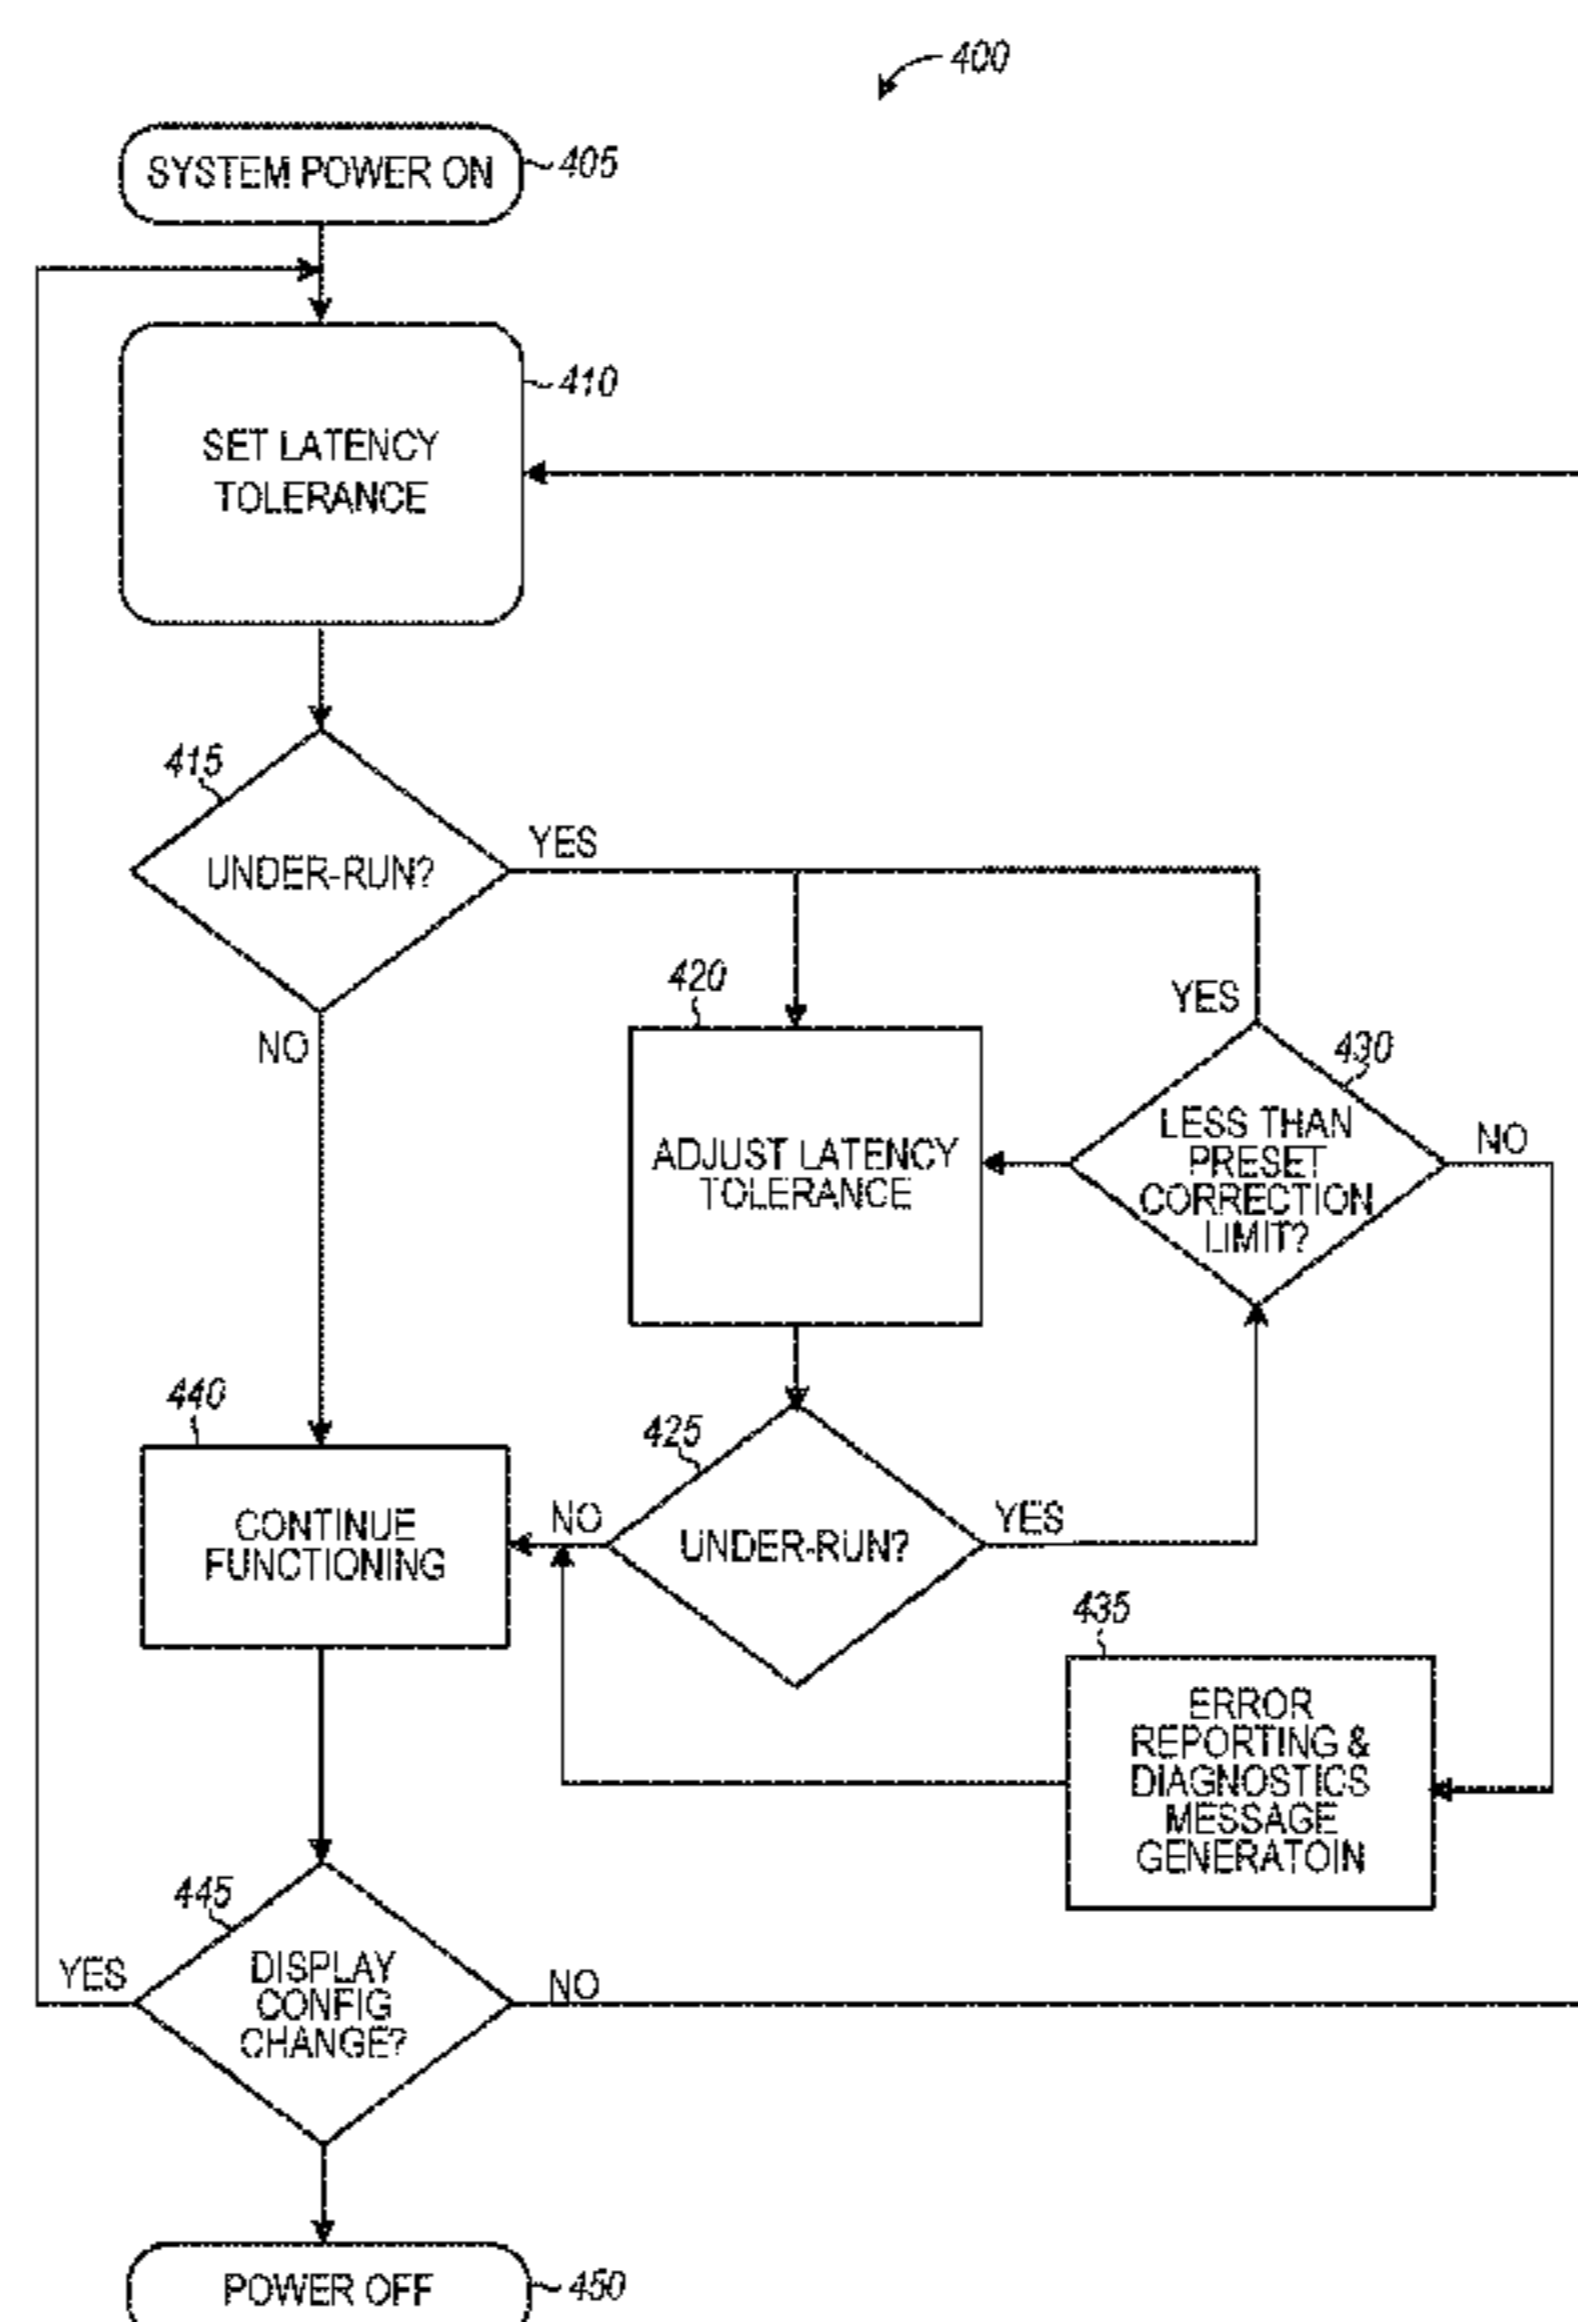 400
SYSTEM POWER ON
405
410
SET LATENCY
TOLERANCE
415
YES
UNDER-RUN?
420
YES
NO
430
LESS THAN
PRESET
CORRECTION
LIMIT?
NO
ADJUST LATENCY
TOLERANCE
440
425
CONTINUE
FUNCTIONING
NO
UNDER-RUN?
YES
435
ERROR
REPORTING &
DIAGNOSTICS
MESSAGE
GENERATOIN
445
YES
DISPLAY
CONFIG
CHANGE?
NO
POWER OFF
450